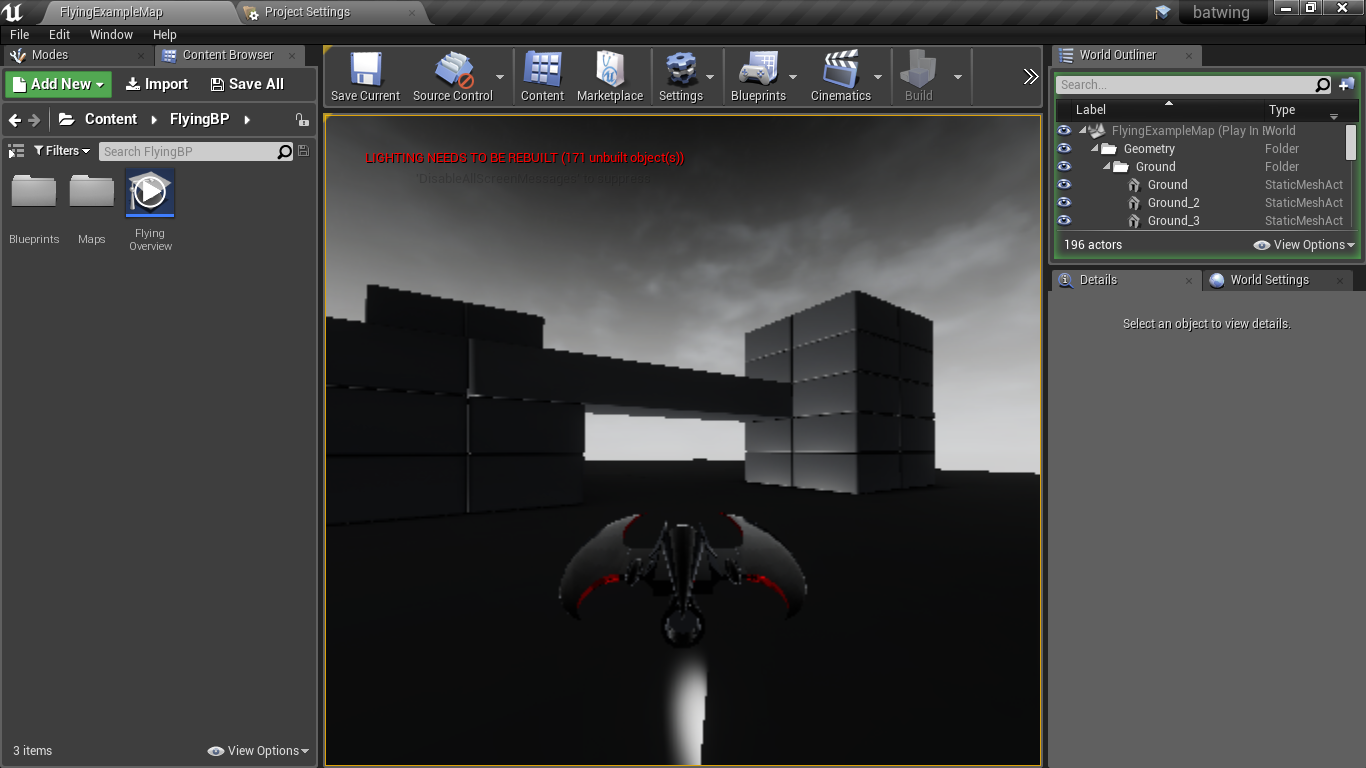 FlyingExampleMap
Project Settings
batwing
File Edit Window Help
Modes
Content Browser
Add New
Import
Save All
Content
FlyingBP
Filters
Search FlyingBP
Blueprints
Maps
Flying
Overview
3 items
View Options
Save Current
Source Control
Content
Marketplace
Settings
Blueprints
Cinematics
Build
LIGHTING NEEDS TO BE REBUILT (171 unbuilt object(s))
'DisableAllScreenMessages' to suppress
World Outliner
Search...
Label Type
FlyingExampleMap (Play In World
Geometry Folder
Ground Folder
Ground StaticMeshAct
Ground_2 StaticMeshAct
Ground_3 StaticMeshAct
196 actors
View Options
Details
World Settings
Select an object to view details.